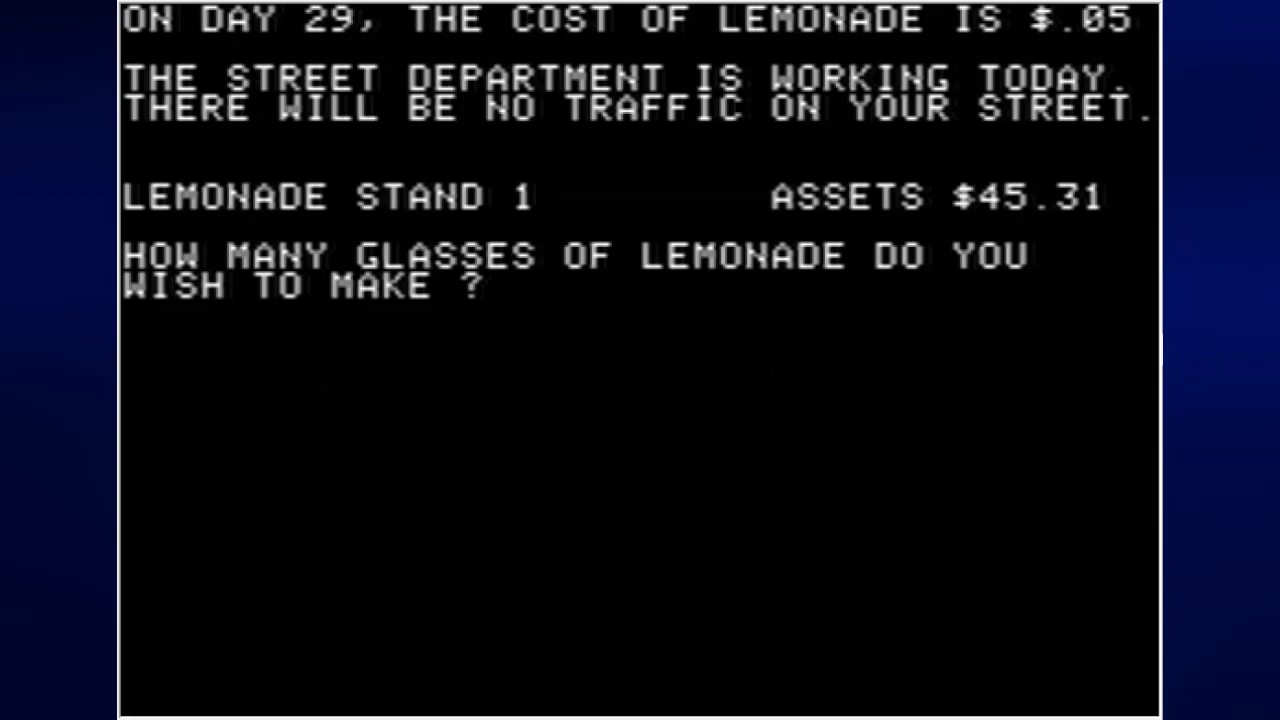 ON DAY 29, THE COST OF LEMONADE IS $.05
THE STREET DEPARTMENT IS WORKING TODAY.
THERE WILL BE NO TRAFFIC ON YOUR STREET.
LEMONADE STAND 1 ASSETS $45.31
HOW MANY GLASSES OF LEMONADE DO YOU
WISH TO MAKE ?